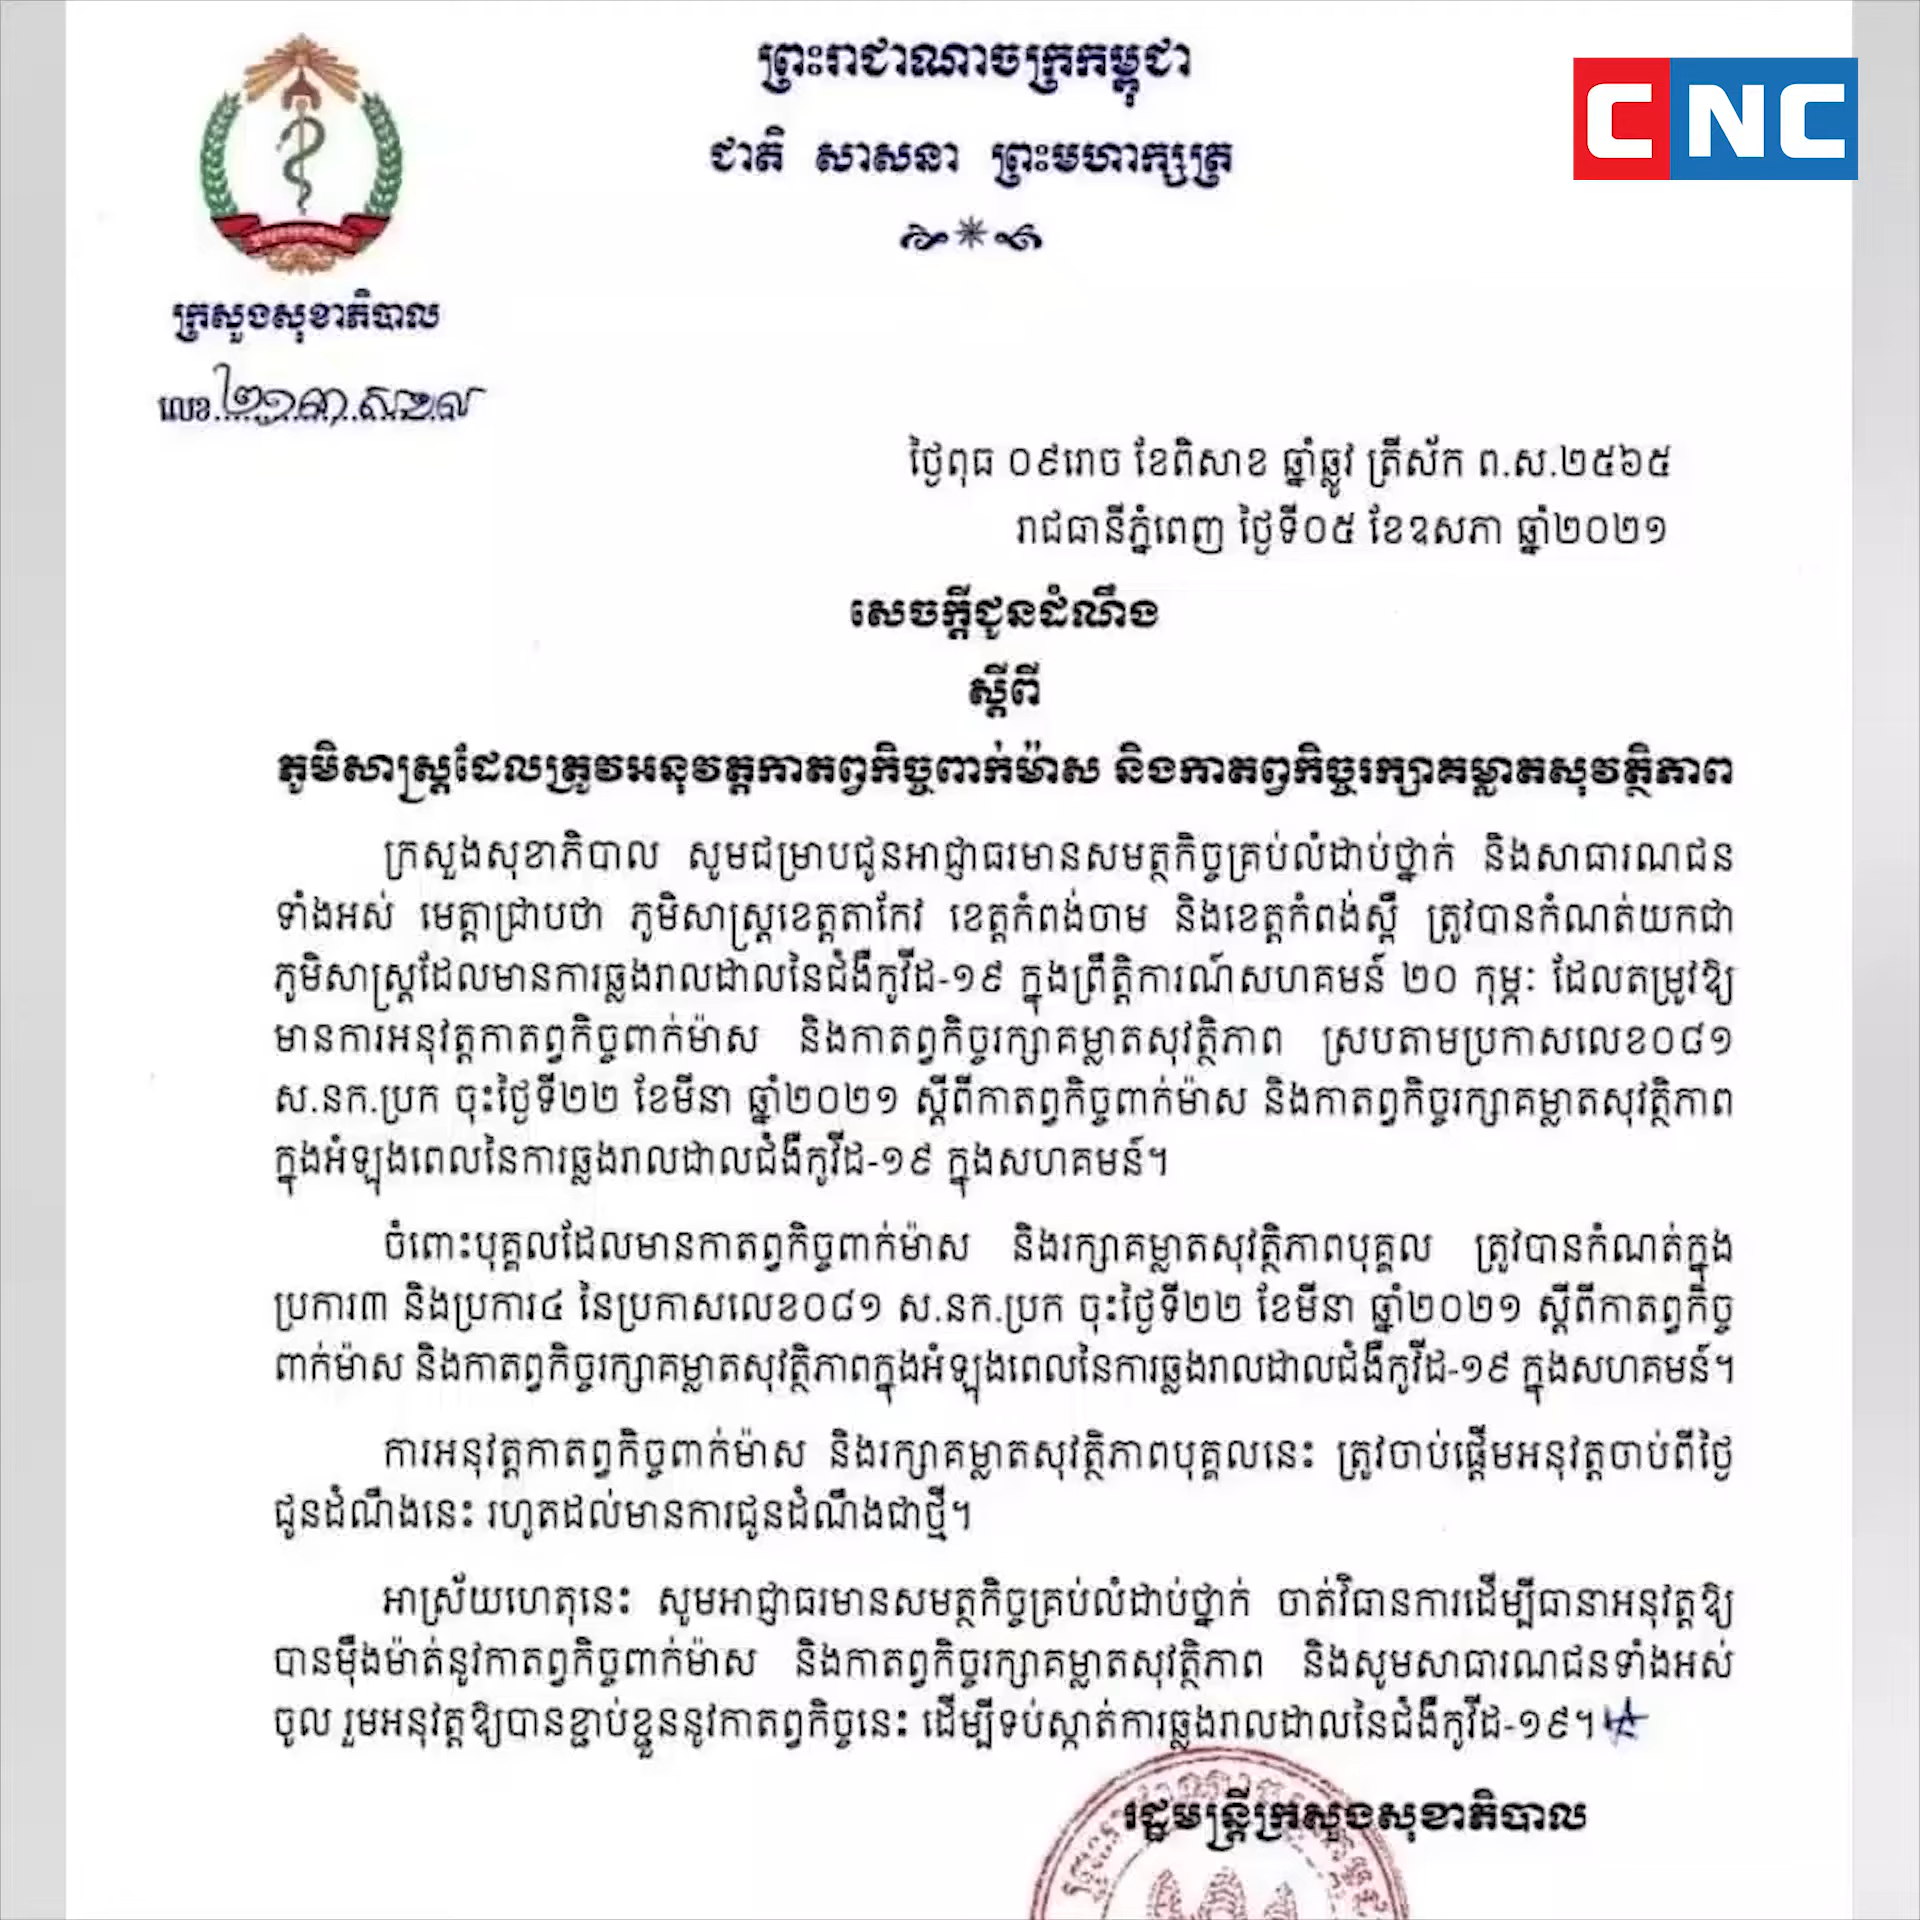 ព្រះរាជាណាចក្រកម្ពុជា
CNC
ជាតិ សាសនា ព្រះមហាក្សត្រ
ក្រសួងសុខាភិបាល
លេខ ២១៣
ថ្ងៃពុធ ០៩រោច ខែពិសាខ ឆ្នាំឆ្លូវ ត្រីស័ក ព.ស.២៥៦៥
រាជធានីភ្នំពេញ ថ្ងៃទី០៥ ខែឧសភា ឆ្នាំ២០២១
សេចក្តីជូនដំណឹង
ស្តីពី
ភូមិសាស្ត្រដែលត្រូវអនុវត្តកាតព្វកិច្ចពាក់ម៉ាស និងកាតព្វកិច្ចរក្សាគម្លាតសុវត្ថិភាព
ក្រសួងសុខាភិបាល សូមជម្រាបជូនអាជ្ញាធរមានសមត្ថកិច្ចគ្រប់លំដាប់ថ្នាក់ និងសាធារណជន
ទាំងអស់ មេត្តាជ្រាបថា ភូមិសាស្ត្រខេត្តតាកែវ ខេត្តកំពង់ចាម និងខេត្តកំពង់ស្ពឺ ត្រូវបានកំណត់យកជា
ភូមិសាស្ត្រដែលមានការឆ្លងរាលដាលនៃជំងឺកូវីដ-១៩ ក្នុងព្រឹត្តិការណ៍សហគមន៍ ២០ កុម្ភៈ ដែលតម្រូវឱ្យ
មានការអនុវត្តកាតព្វកិច្ចពាក់ម៉ាស និងកាតព្វកិច្ចរក្សាគម្លាតសុវត្ថិភាព ស្របតាមប្រកាសលេខ០៨១
ស.នក.ប្រក ចុះថ្ងៃទី២២ ខែមីនា ឆ្នាំ២០២១ ស្តីពីកាតព្វកិច្ចពាក់ម៉ាស និងកាតព្វកិច្ចរក្សាគម្លាតសុវត្ថិភាព
ក្នុងអំឡុងពេលនៃការឆ្លងរាលដាលជំងឺកូវីដ-១៩ ក្នុងសហគមន៍។
ចំពោះបុគ្គលដែលមានកាតព្វកិច្ចពាក់ម៉ាស និងរក្សាគម្លាតសុវត្ថិភាពបុគ្គល ត្រូវបានកំណត់ក្នុង
ប្រការ៣ និងប្រការ៤ នៃប្រកាសលេខ០៨១ ស.នក.ប្រក ចុះថ្ងៃទី២២ ខែមីនា ឆ្នាំ២០២១ ស្តីពីកាតព្វកិច្ច
ពាក់ម៉ាស និងកាតព្វកិច្ចរក្សាគម្លាតសុវត្ថិភាពក្នុងអំឡុងពេលនៃការឆ្លងរាលដាលជំងឺកូវីដ-១៩ ក្នុងសហគមន៍។
ការអនុវត្តកាតព្វកិច្ចពាក់ម៉ាស និងរក្សាគម្លាតសុវត្ថិភាពបុគ្គលនេះ ត្រូវចាប់ផ្តើមអនុវត្តចាប់ពីថ្ងៃ
ជូនដំណឹងនេះ រហូតដល់មានការជូនដំណឹងជាថ្មី។
អាស្រ័យហេតុនេះ សូមអាជ្ញាធរមានសមត្ថកិច្ចគ្រប់លំដាប់ថ្នាក់ ចាត់វិធានការដើម្បីធានាអនុវត្តឱ្យ
បានម៉ឺងម៉ាត់នូវកាតព្វកិច្ចពាក់ម៉ាស និងកាតព្វកិច្ចរក្សាគម្លាតសុវត្ថិភាព និងសូមសាធារណជនទាំងអស់
ចូល រួមអនុវត្តឱ្យបានខ្ជាប់ខ្ជួននូវកាតព្វកិច្ចនេះ ដើម្បីទប់ស្កាត់ការឆ្លងរាលដាលនៃជំងឺកូវីដ-១៩។
រដ្ឋមន្ត្រីក្រសួងសុខាភិបាល